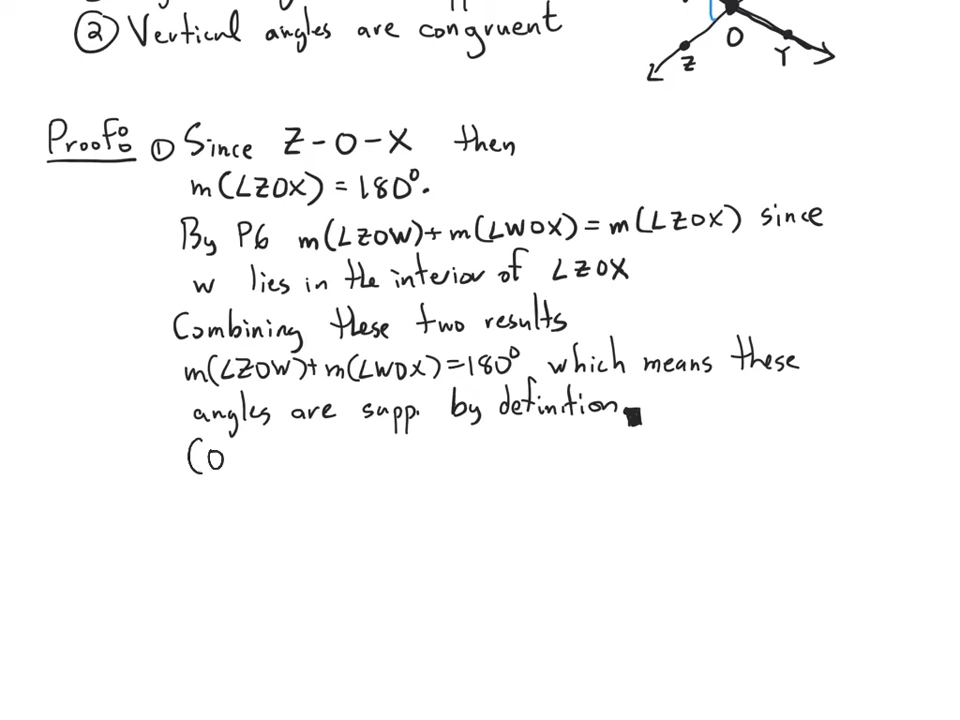 ② Vertical angles are congruent
O
Z
Y
Proof: ① Since Z-O-X then
m(∠ZOX) = 180°.
By P6 m(∠ZOW) + m(∠WOX) = m(∠ZOX) since
W lies in the interior of ∠ZOX
Combining these two results
m(∠ZOW) + m(∠WOX) = 180° which means these
angles are supp. by definition ■
Co